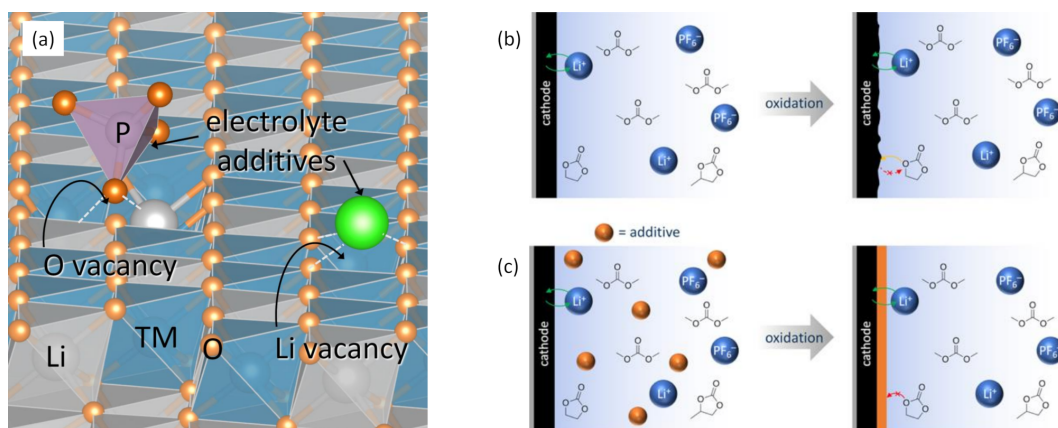 (a)
P
electrolyte
additives
O vacancy
Li
TM
O
Li vacancy
(b)
cathode
Li⁺
O
O
O
PF₆⁻
O
O
O
O
O
O
PF₆⁻
O
O
O
Li⁺
O
O
O
oxidation
cathode
Li⁺
O
O
O
PF₆⁻
O
O
O
O
O
O
PF₆⁻
O
O
O
Li⁺
O
O
O
= additive
(c)
cathode
Li⁺
O
O
O
PF₆⁻
O
O
O
O
O
O
PF₆⁻
O
O
O
Li⁺
O
O
O
oxidation
cathode
Li⁺
O
O
O
PF₆⁻
O
O
O
O
O
O
PF₆⁻
O
O
O
Li⁺
O
O
O